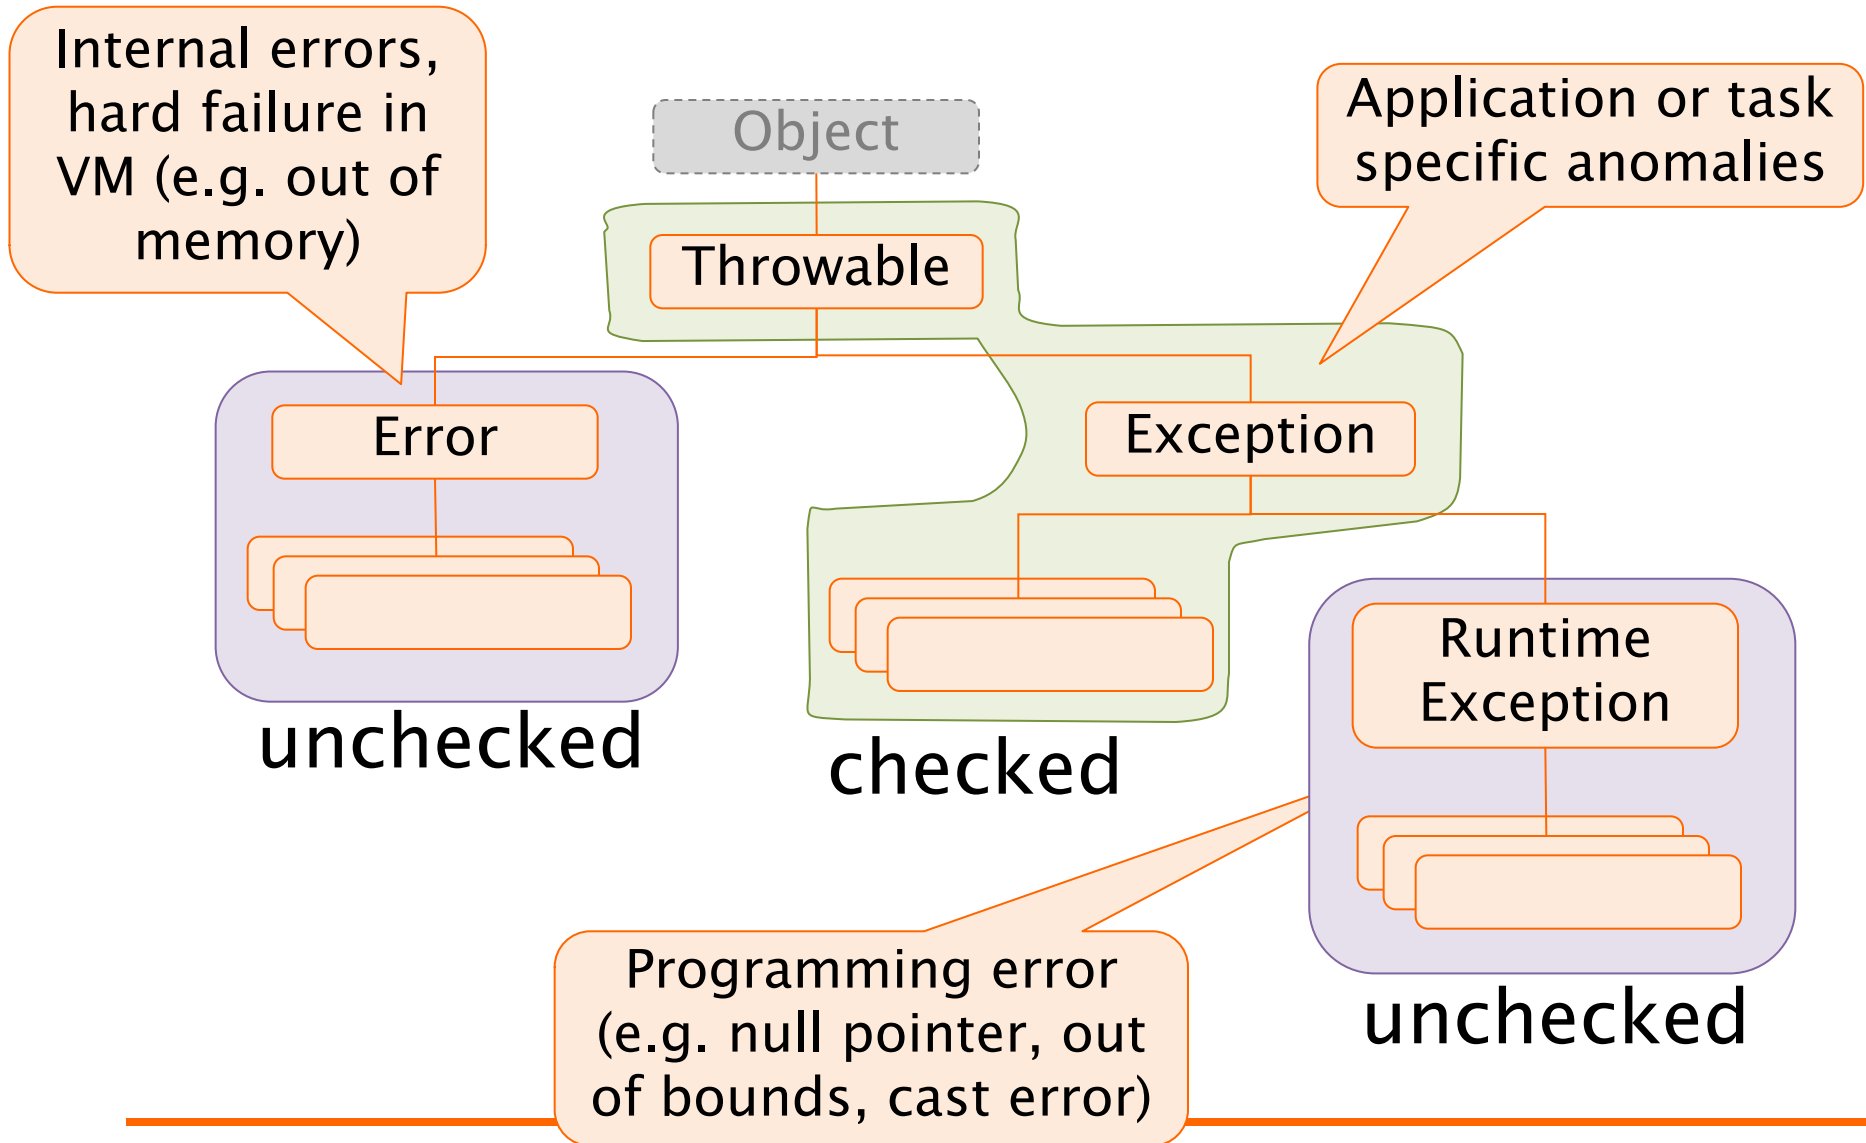 Internal errors,
hard failure in
VM (e.g. out of
memory)
Object
Application or task
specific anomalies
Throwable
Error
Exception
Runtime
Exception
unchecked
checked
Programming error
(e.g. null pointer, out
of bounds, cast error)
unchecked